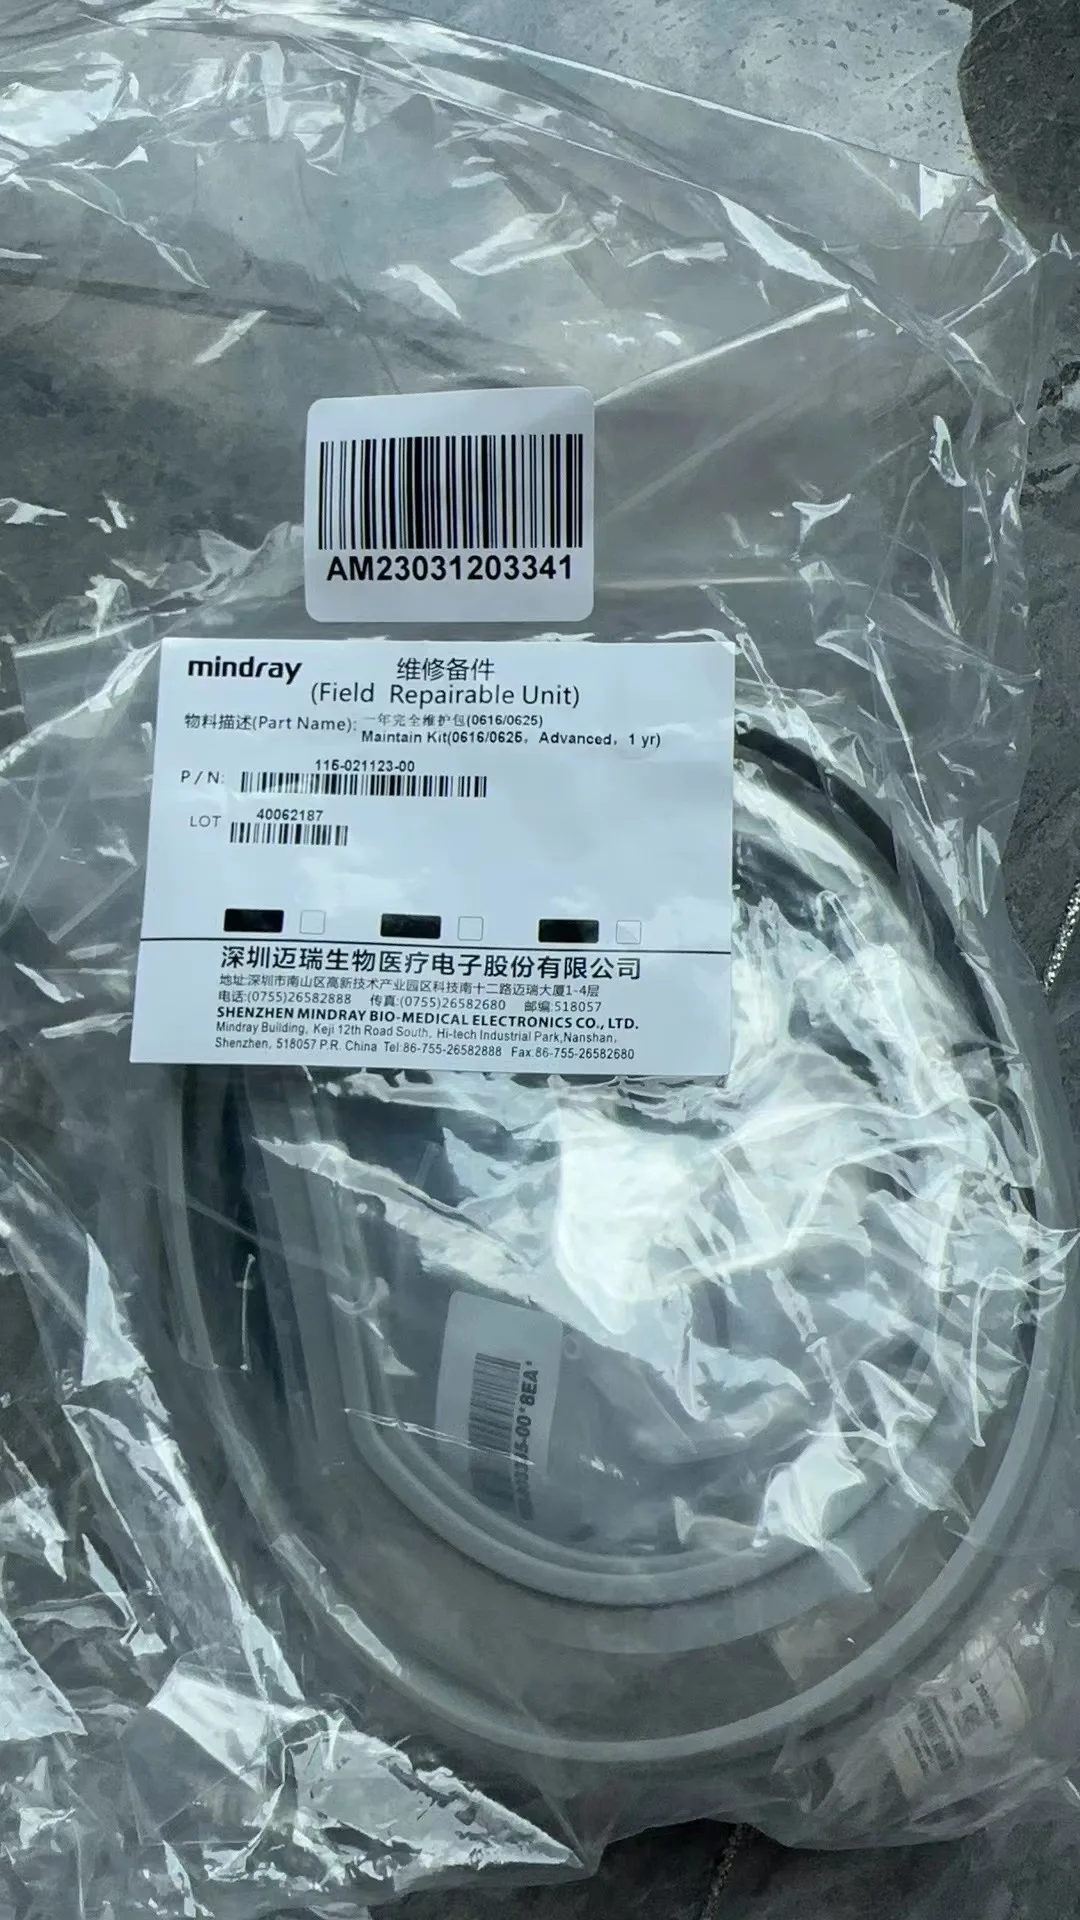 AM23031203341
mindray 维修备件
(Field Repairable Unit)
物料描述(Part Name): 一年完全维护包(0616/0625)
Maintain Kit(0616/0625, Advanced, 1 yr)
P/N: 115-021123-00
LOT 40062187
深圳迈瑞生物医疗电子股份有限公司
地址:深圳市南山区高新技术产业园区科技南十二路迈瑞大厦1-4层
电话:(0755)26582888 传真:(0755)26582680 邮编:518057
SHENZHEN MINDRAY BIO-MEDICAL ELECTRONICS CO., LTD.
Mindray Building, Keji 12th Road South, Hi-tech Industrial Park,Nanshan,
Shenzhen, 518057 P.R. China Tel:86-755-26582888 Fax:86-755-26582680
-00*8EA*